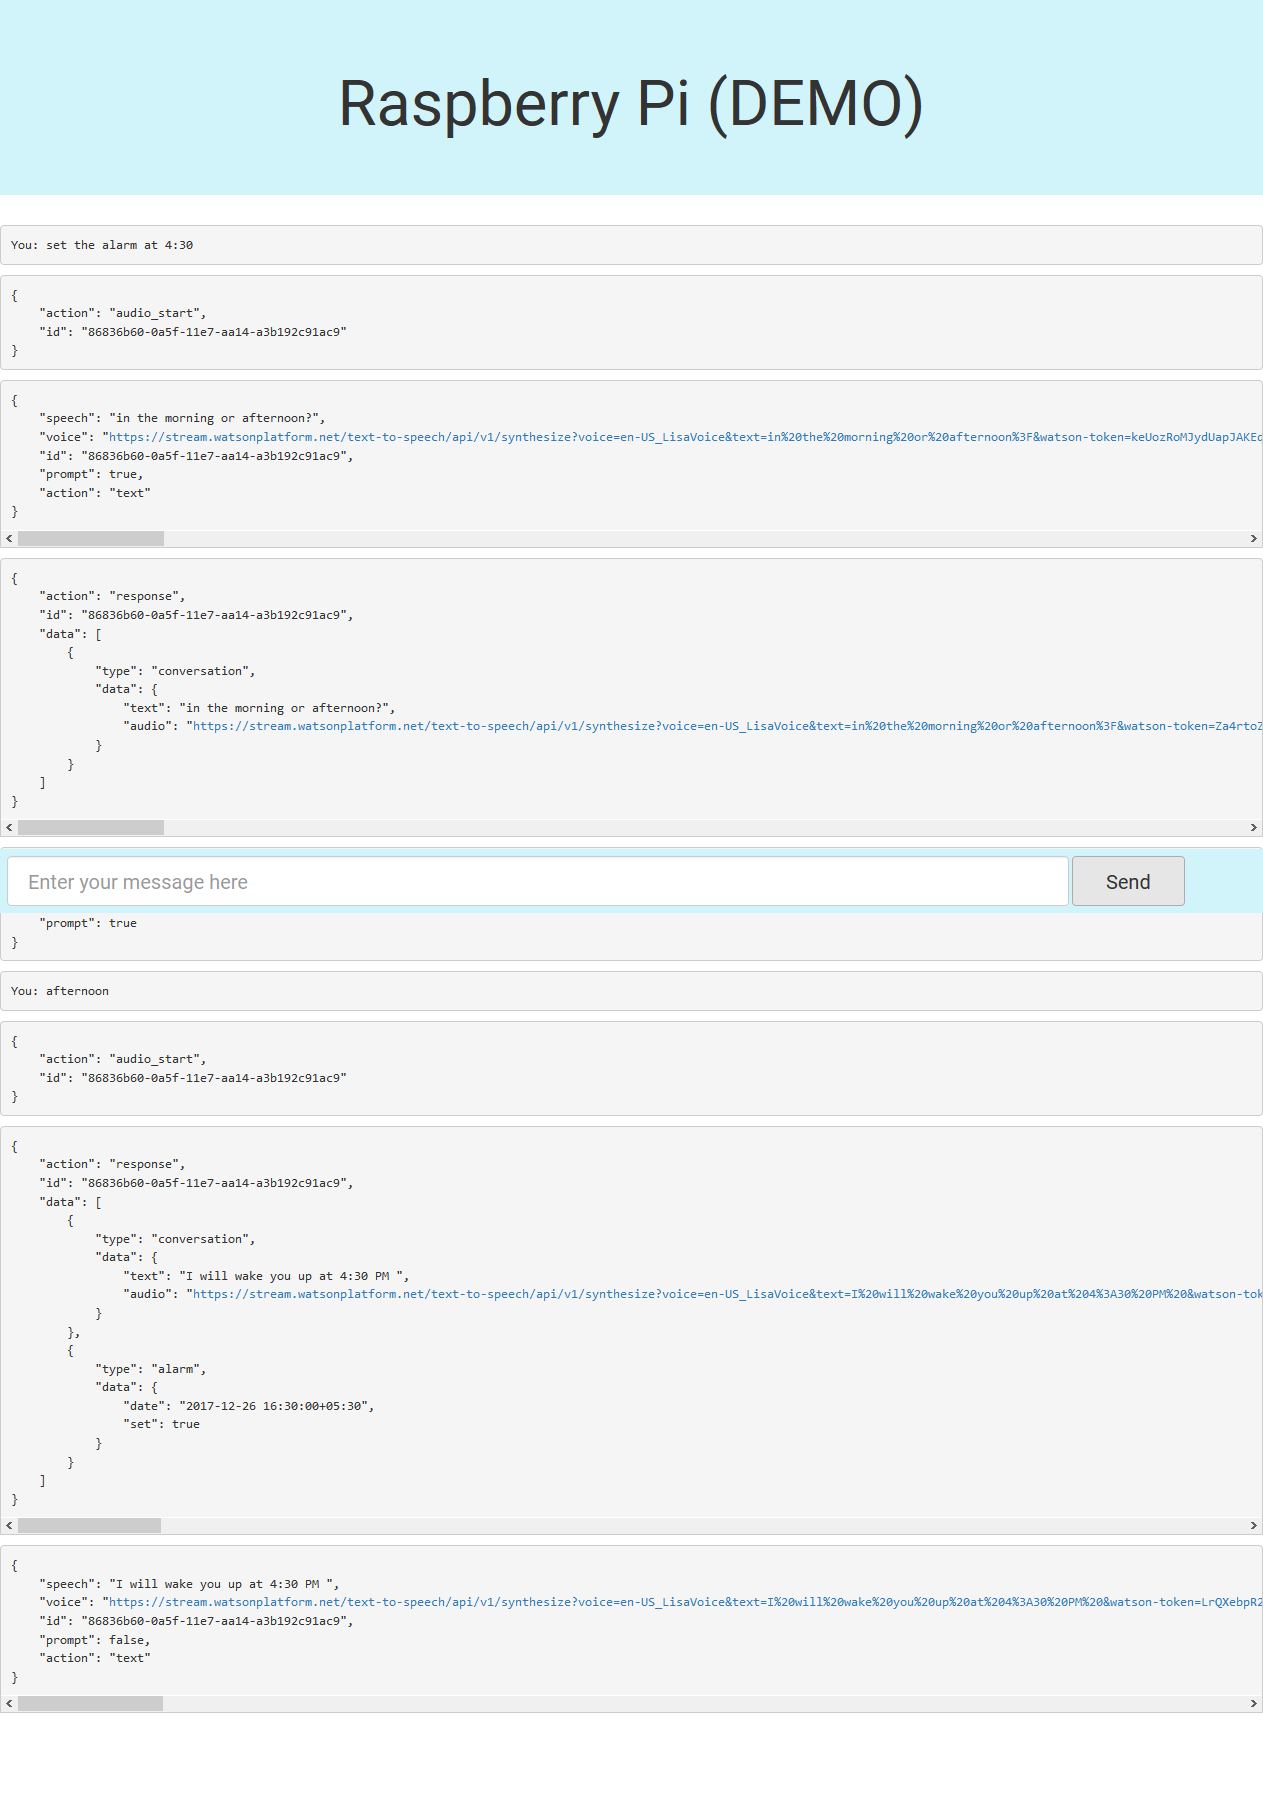 Raspberry Pi (DEMO)
You: set the alarm at 4:30
{
    "action": "audio_start",
    "id": "86836b60-0a5f-11e7-aa14-a3b192c91ac9"
}
{
    "speech": "in the morning or afternoon?",
    "voice": "https://stream.watsonplatform.net/text-to-speech/api/v1/synthesize?voice=en-US_LisaVoice&text=in%20the%20morning%20or%20afternoon%3F&watson-token=keUozRoMJydUapJAKEc
    "id": "86836b60-0a5f-11e7-aa14-a3b192c91ac9",
    "prompt": true,
    "action": "text"
}
{
    "action": "response",
    "id": "86836b60-0a5f-11e7-aa14-a3b192c91ac9",
    "data": [
        {
            "type": "conversation",
            "data": {
                "text": "in the morning or afternoon?",
                "audio": "https://stream.watsonplatform.net/text-to-speech/api/v1/synthesize?voice=en-US_LisaVoice&text=in%20the%20morning%20or%20afternoon%3F&watson-token=Za4rtoZ
            }
        }
    ]
}
Enter your message here
Send
    "prompt": true
}
You: afternoon
{
    "action": "audio_start",
    "id": "86836b60-0a5f-11e7-aa14-a3b192c91ac9"
}
{
    "action": "response",
    "id": "86836b60-0a5f-11e7-aa14-a3b192c91ac9",
    "data": [
        {
            "type": "conversation",
            "data": {
                "text": "I will wake you up at 4:30 PM ",
                "audio": "https://stream.watsonplatform.net/text-to-speech/api/v1/synthesize?voice=en-US_LisaVoice&text=I%20will%20wake%20you%20up%20at%204%3A30%20PM%20&watson-tok
            }
        },
        {
            "type": "alarm",
            "data": {
                "date": "2017-12-26 16:30:00+05:30",
                "set": true
            }
        }
    ]
}
{
    "speech": "I will wake you up at 4:30 PM ",
    "voice": "https://stream.watsonplatform.net/text-to-speech/api/v1/synthesize?voice=en-US_LisaVoice&text=I%20will%20wake%20you%20up%20at%204%3A30%20PM%20&watson-token=LrQXebpR2
    "id": "86836b60-0a5f-11e7-aa14-a3b192c91ac9",
    "prompt": false,
    "action": "text"
}